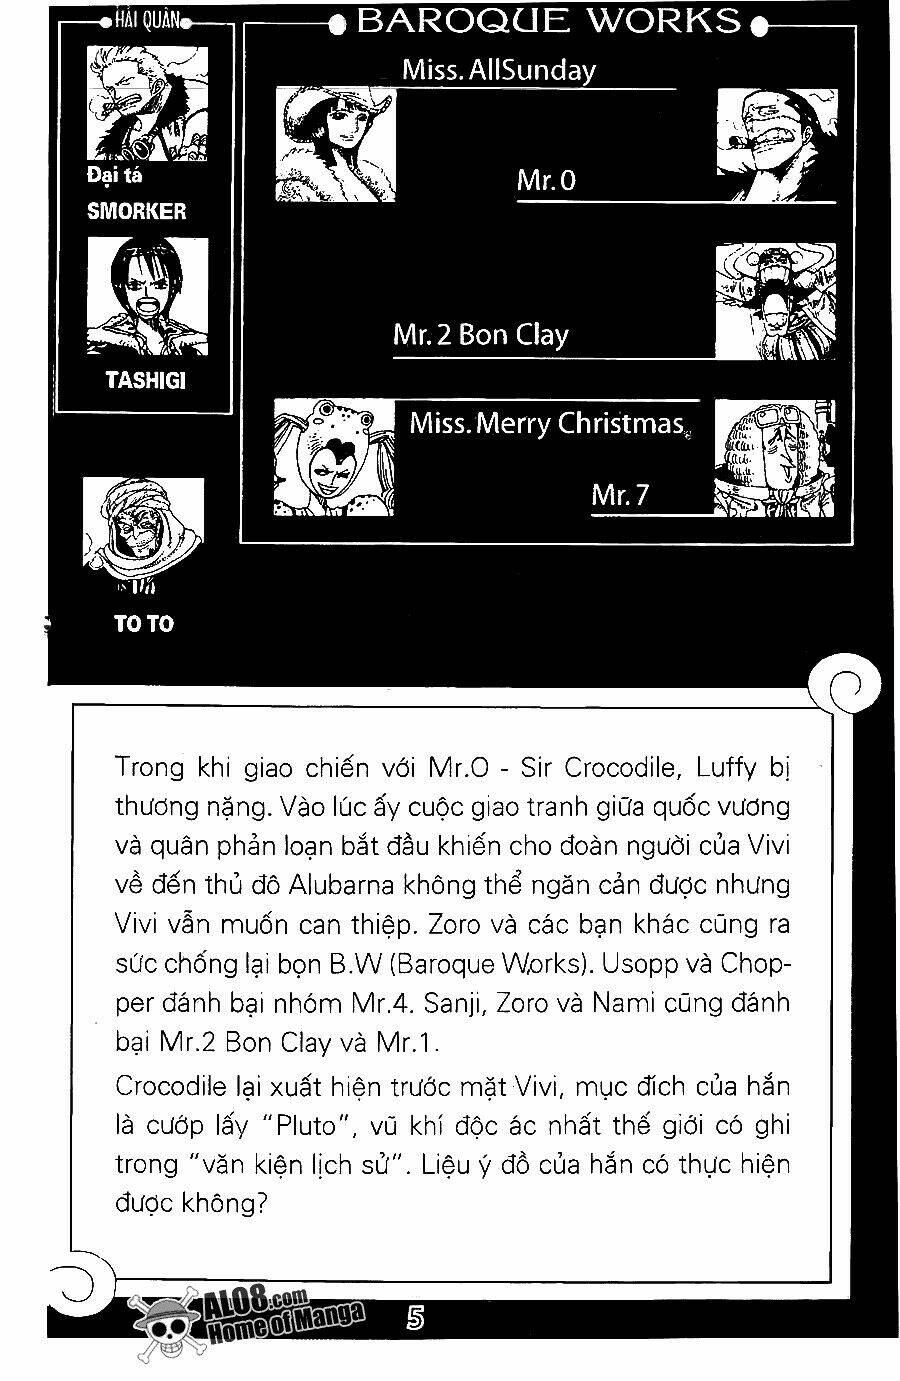 HẢI QUÂN
BAROQUE WORKS
Miss. AllSunday
Đại tá
SMORKER
Mr. 0
TASHIGI
Mr. 2 Bon Clay
Miss. Merry Christmas
Mr. 7
TO TO
Trong khi giao chiến với Mr.O - Sir Crocodile, Luffy bị
thương nặng. Vào lúc ấy cuộc giao tranh giữa quốc vương
và quân phản loạn bắt đầu khiến cho đoàn người của Vivi
về đến thủ đô Alubarna không thể ngăn cản được nhưng
Vivi vẫn muốn can thiệp. Zoro và các bạn khác cũng ra
sức chống lại bọn B.W (Baroque Works). Usopp và Chop-
per đánh bại nhóm Mr.4. Sanji, Zoro và Nami cũng đánh
bại Mr.2 Bon Clay và Mr.1.
Crocodile lại xuất hiện trước mặt Vivi, mục đích của hắn
là cướp lấy "Pluto", vũ khí độc ác nhất thế giới có ghi
trong "văn kiện lịch sử". Liệu ý đồ của hắn có thực hiện
được không?
ALO8.com
Home of Manga
5